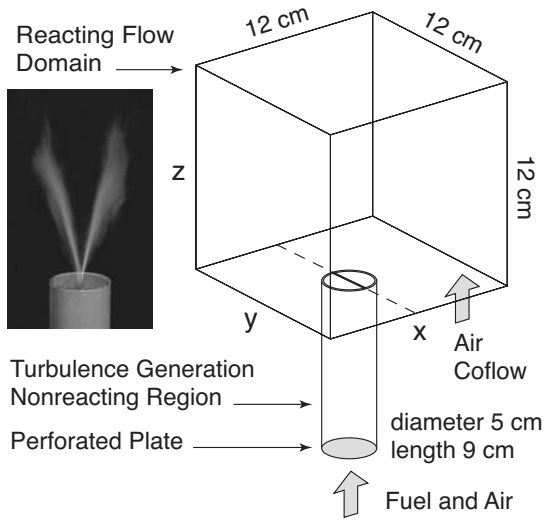 12 cm
12 cm
Reacting Flow
Domain
z
12 cm
y
x
Air
Coflow
Turbulence Generation
Nonreacting Region
Perforated Plate
diameter 5 cm
length 9 cm
Fuel and Air